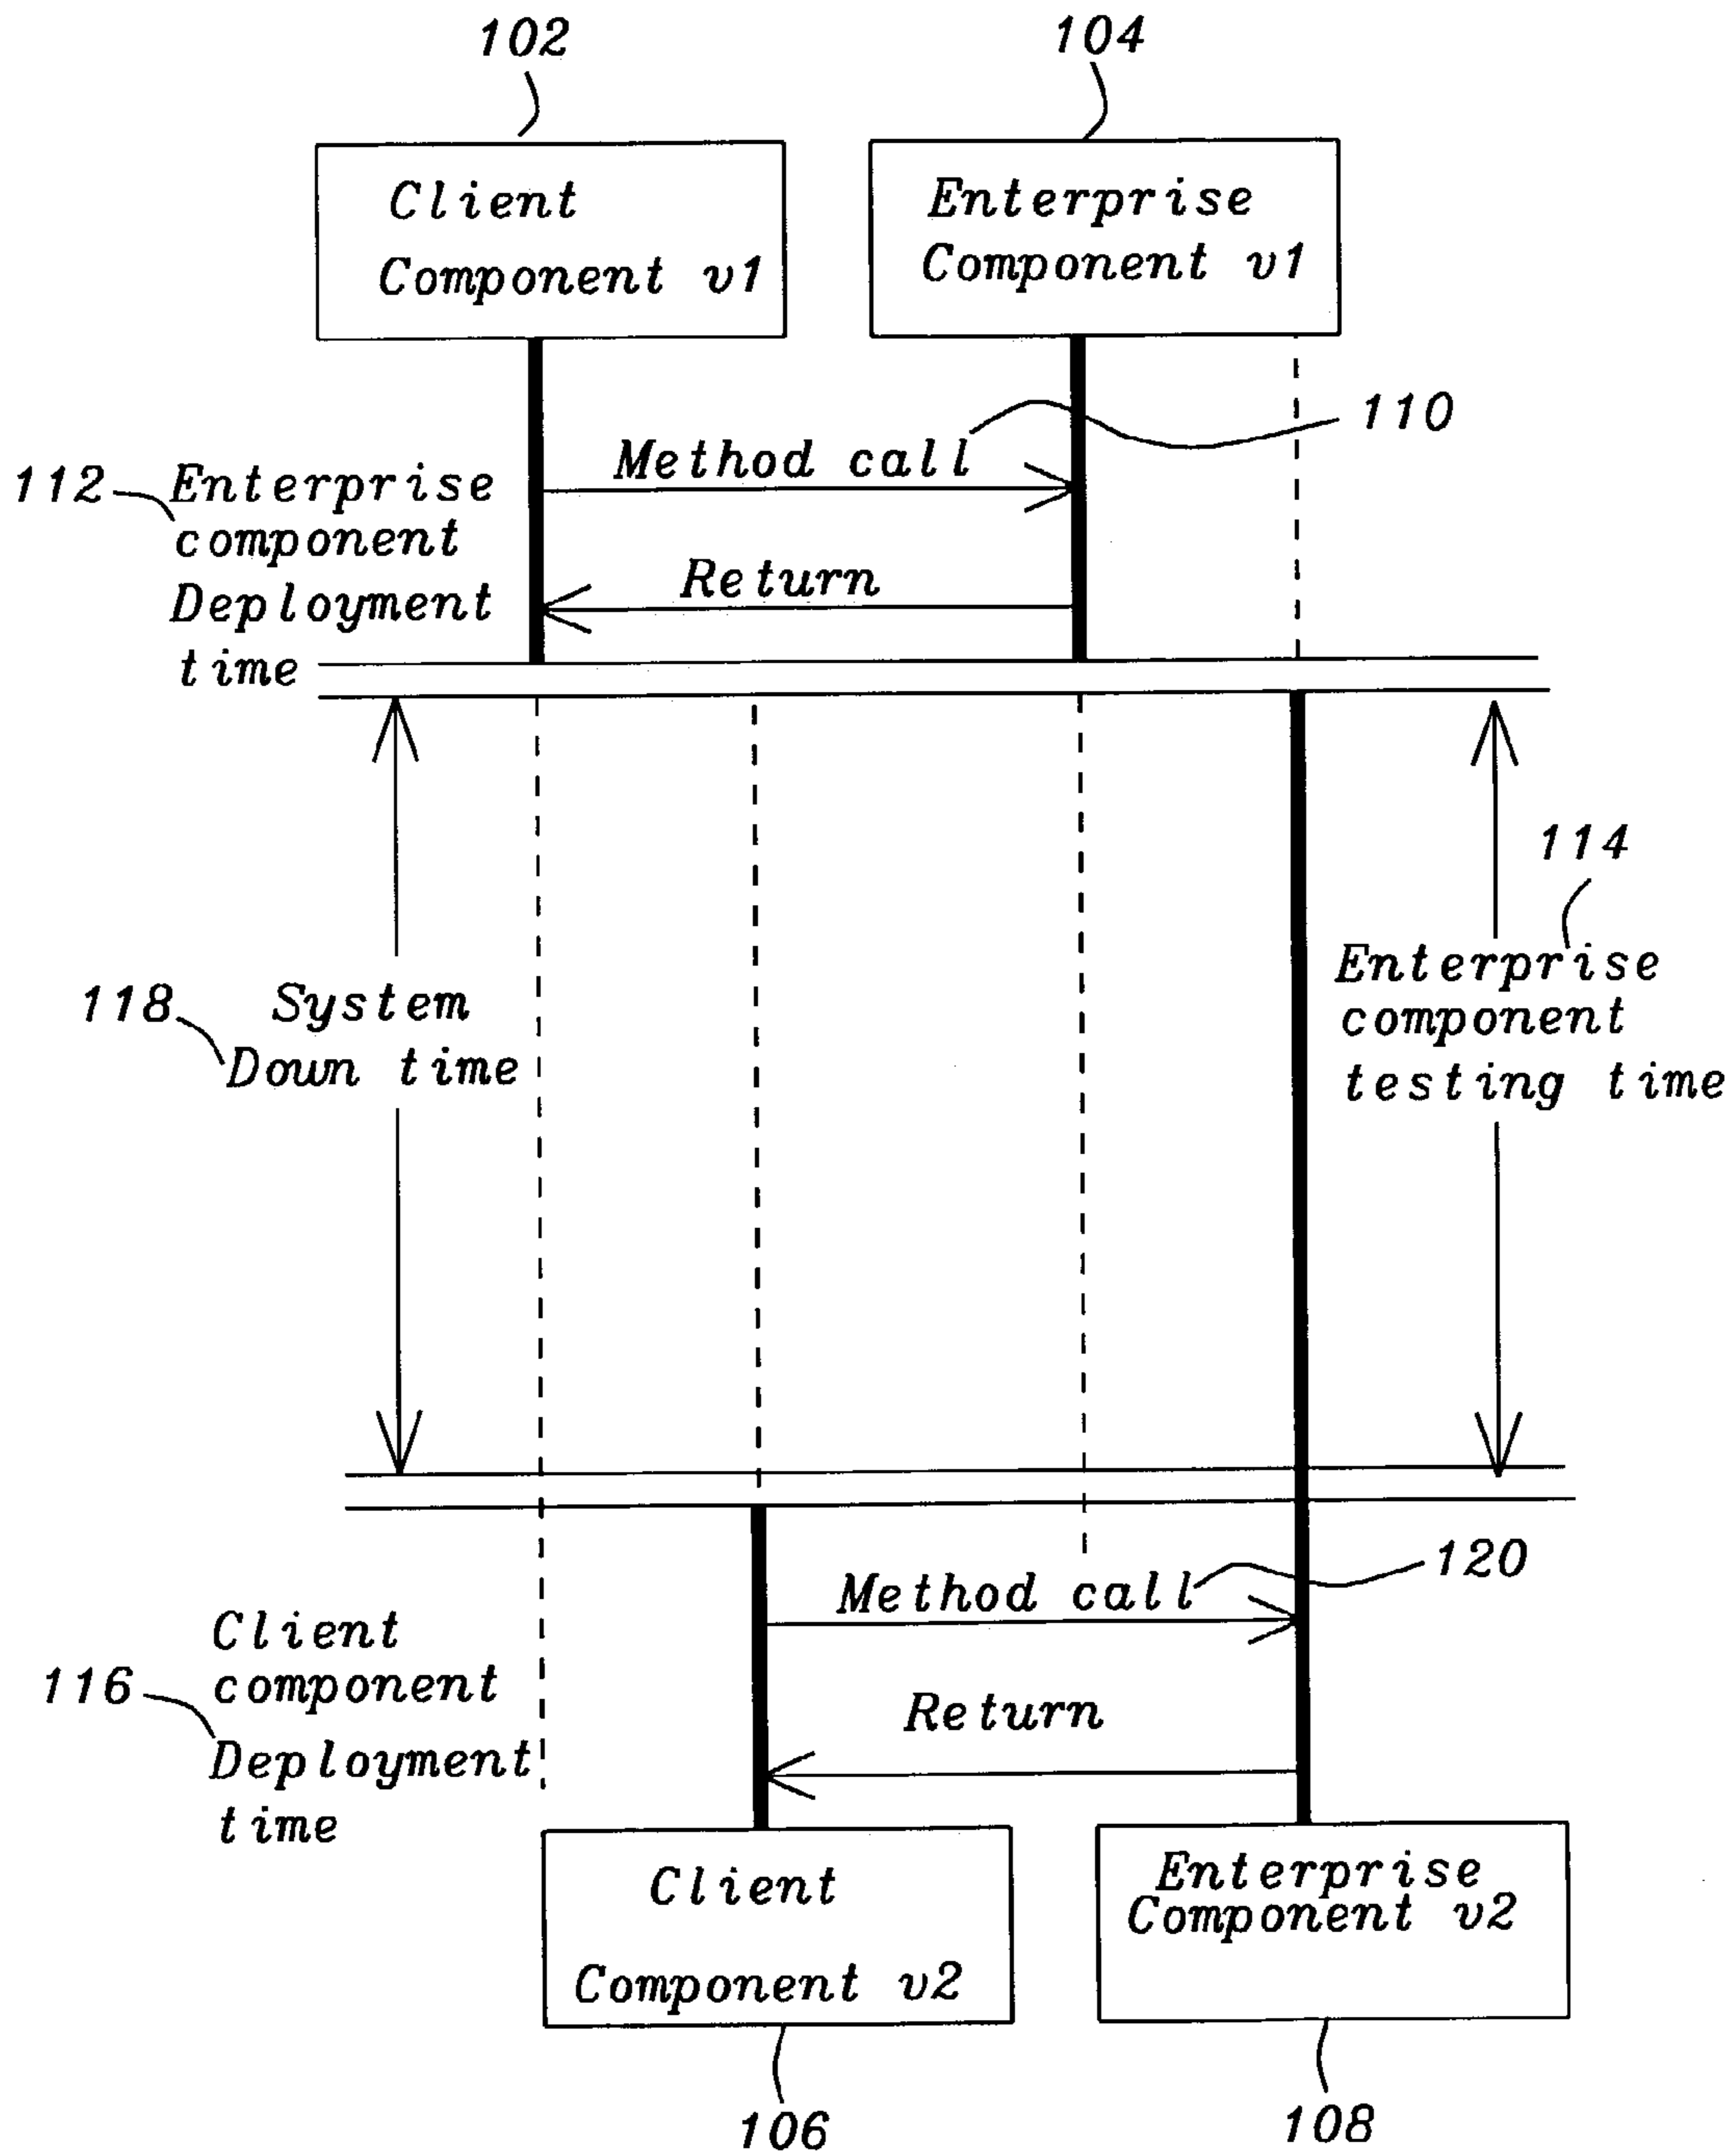 102
104
Client
Component v1
Enterprise
Component v1
110
Method call
112
Enterprise
component
Deployment
time
Return
114
Enterprise
component
testing time
118
System
Down time
120
Method call
Client
component
116
Deployment
time
Return
Client
Component v2
Enterprise
Component v2
106
108